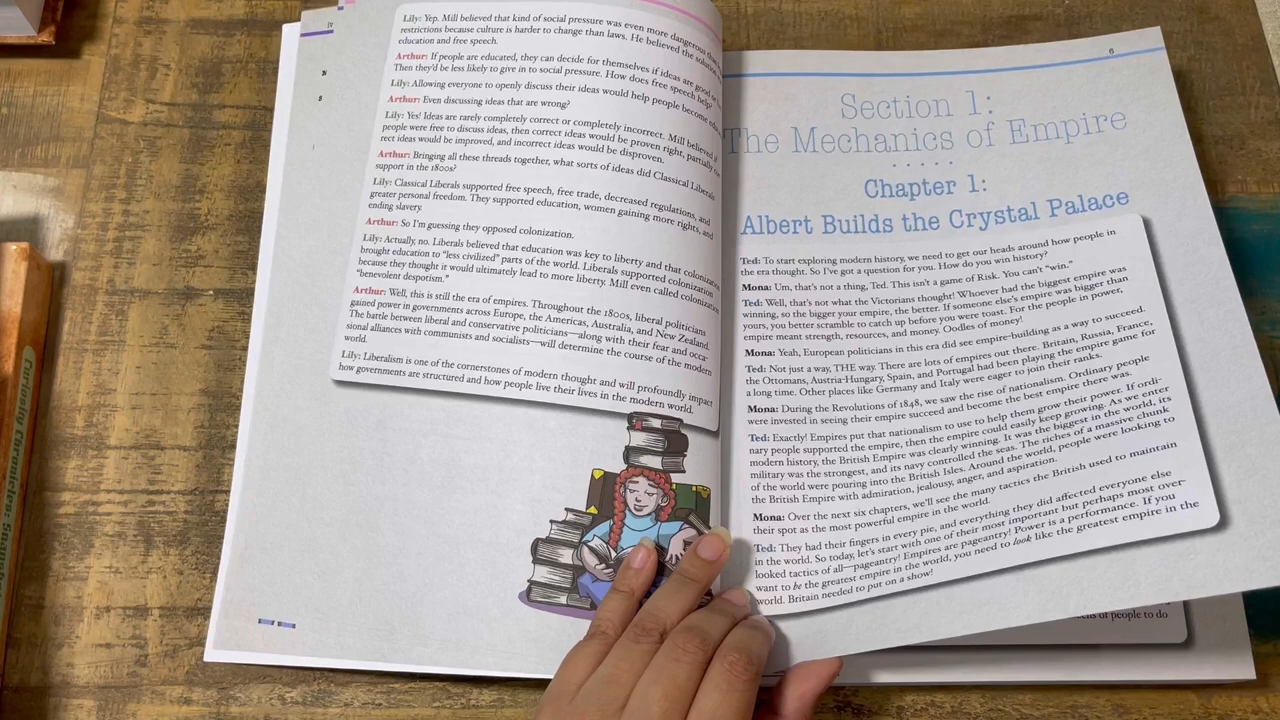 Lily: Yep. Mill believed that kind of social pressure was even more dangerous
restrictions because culture is harder to change than laws. He believed the solution
education and free speech.
Arthur: If people are educated, they can decide for themselves if ideas are good
Then they'd be less likely to give in to social pressure. How does free speech help?
Lily: Allowing everyone to openly discuss their ideas would help people become
Arthur: Even discussing ideas that are wrong?
Lily: Yes! Ideas are rarely completely correct or completely incorrect. Mill believed
people were free to discuss ideas, then correct ideas would be proven right, partially
rect ideas would be improved, and incorrect ideas would be disproven.
Arthur: Bringing all these threads together, what sorts of ideas did Classical Liberals
support in the 1800s?
Lily: Classical Liberals supported free speech, free trade, decreased regulations, and
greater personal freedom. They supported education, women gaining more rights, and
ending slavery.
Arthur: So I'm guessing they opposed colonization.
Lily: Actually, no. Liberals believed that education was key to liberty and that colonization
brought education to "less civilized" parts of the world. Liberals supported colonization
because they thought it would ultimately lead to more liberty. Mill even called colonization
"benevolent despotism."
Arthur: Well, this is still the era of empires. Throughout the 1800s, liberal politicians
gained power in governments across Europe, the Americas, Australia, and New Zealand.
The battle between liberal and conservative politicians—along with their fear and occa-
sional alliances with communists and socialists—will determine the course of the modern
world.
Lily: Liberalism is one of the cornerstones of modern thought and will profoundly impact
how governments are structured and how people live their lives in the modern world.
6
Section 1:
The Mechanics of Empire
Chapter 1:
Albert Builds the Crystal Palace
Ted: To start exploring modern history, we need to get our heads around how people in
the era thought. So I've got a question for you. How do you win history?
Mona: Um, that's not a thing, Ted. This isn't a game of Risk. You can't "win."
Ted: Well, that's not what the Victorians thought! Whoever had the biggest empire was
winning, so the bigger your empire, the better. If someone else's empire was bigger than
yours, you better scramble to catch up before you were toast. For the people in power,
empire meant strength, resources, and money. Oodles of money!
Mona: Yeah, European politicians in this era did see empire-building as a way to succeed.
Ted: Not just a way, THE way. There are lots of empires out there. Britain, Russia, France,
the Ottomans, Austria-Hungary, Spain, and Portugal had been playing the empire game for
a long time. Other places like Germany and Italy were eager to join their ranks.
Mona: During the Revolutions of 1848, we saw the rise of nationalism. Ordinary people
were invested in seeing their empire succeed and become the best empire there was.
Ted: Exactly! Empires put that nationalism to use to help them grow their power. If ordi-
nary people supported the empire, then the empire could easily keep growing. As we enter
modern history, the British Empire was clearly winning. It was the biggest in the world, its
military was the strongest, and its navy controlled the seas. The riches of a massive chunk
of the world were pouring into the British Isles. Around the world, people were looking to
the British Empire with admiration, jealousy, anger, and aspiration.
Mona: Over the next six chapters, we'll see the many tactics the British used to maintain
their spot as the most powerful empire in the world.
Ted: They had their fingers in every pie, and everything they did affected everyone else
in the world. So today, let's start with one of their most important but perhaps most over-
looked tactics of all—pageantry! Empires are pageantry! Power is a performance. If you
want to be the greatest empire in the world, you need to look like the greatest empire in the
world. Britain needed to put on a show!
of people to do
Curiosity Chronicles: